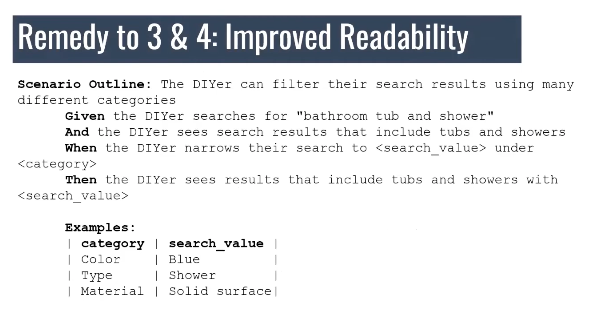 Remedy to 3 & 4: Improved Readability
Scenario Outline: The DIYer can filter their search results using many
different categories
Given the DIYer searches for "bathroom tub and shower"
And the DIYer sees search results that include tubs and showers
When the DIYer narrows their search to <search_value> under
<category>
Then the DIYer sees results that include tubs and showers with
<search_value>
Examples:
| category | search_value |
| Color | Blue |
| Type | Shower |
| Material | Solid surface|